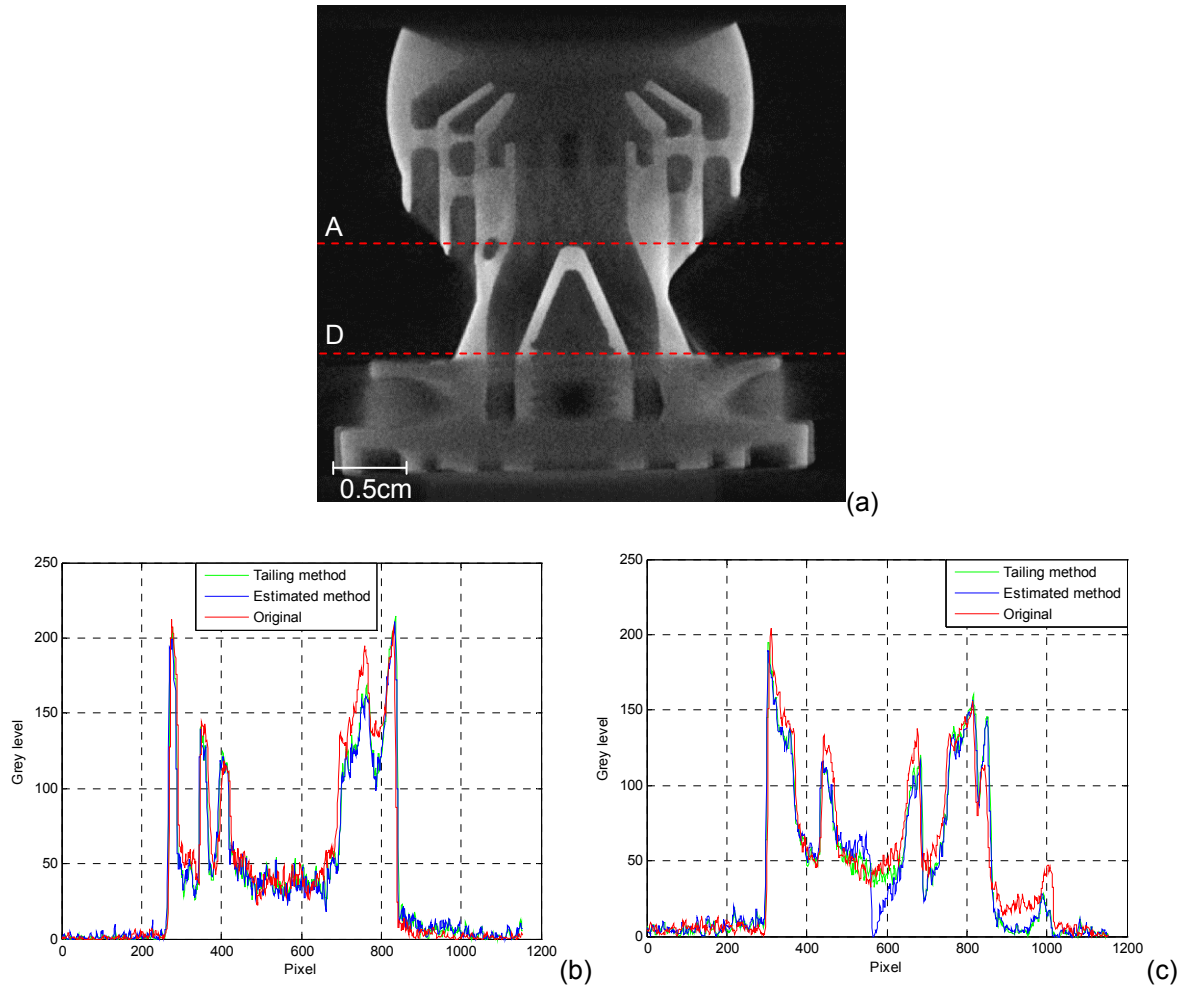 A
D
0.5cm
(a)
250
200
150
100
50
0
Grey level
0 200 400 600 800 1000 1200
Pixel
Tailing method
Estimated method
Original
(b)
250
200
150
100
50
0
Grey level
0 200 400 600 800 1000 1200
Pixel
Tailing method
Estimated method
Original
(c)